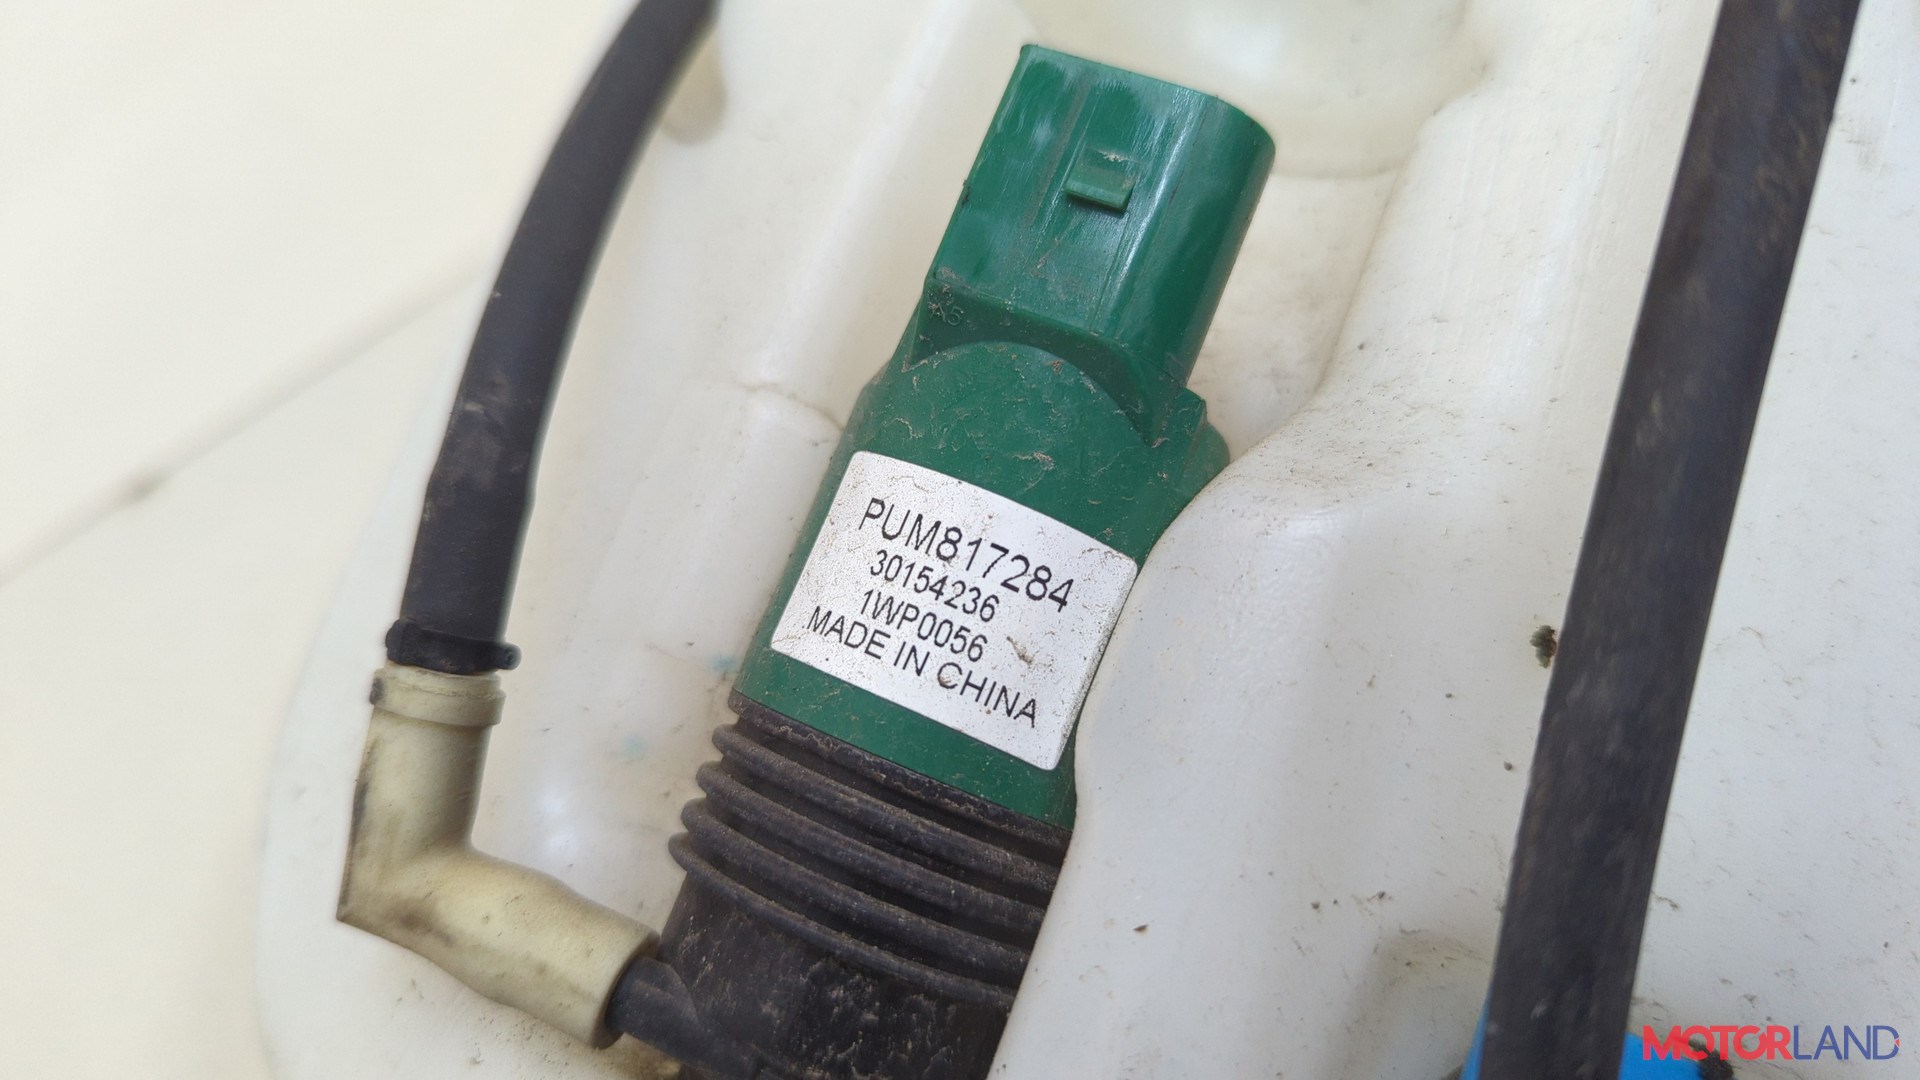 PUM817284
30154236
1WP0056
MADE IN CHINA
MOTORLAND